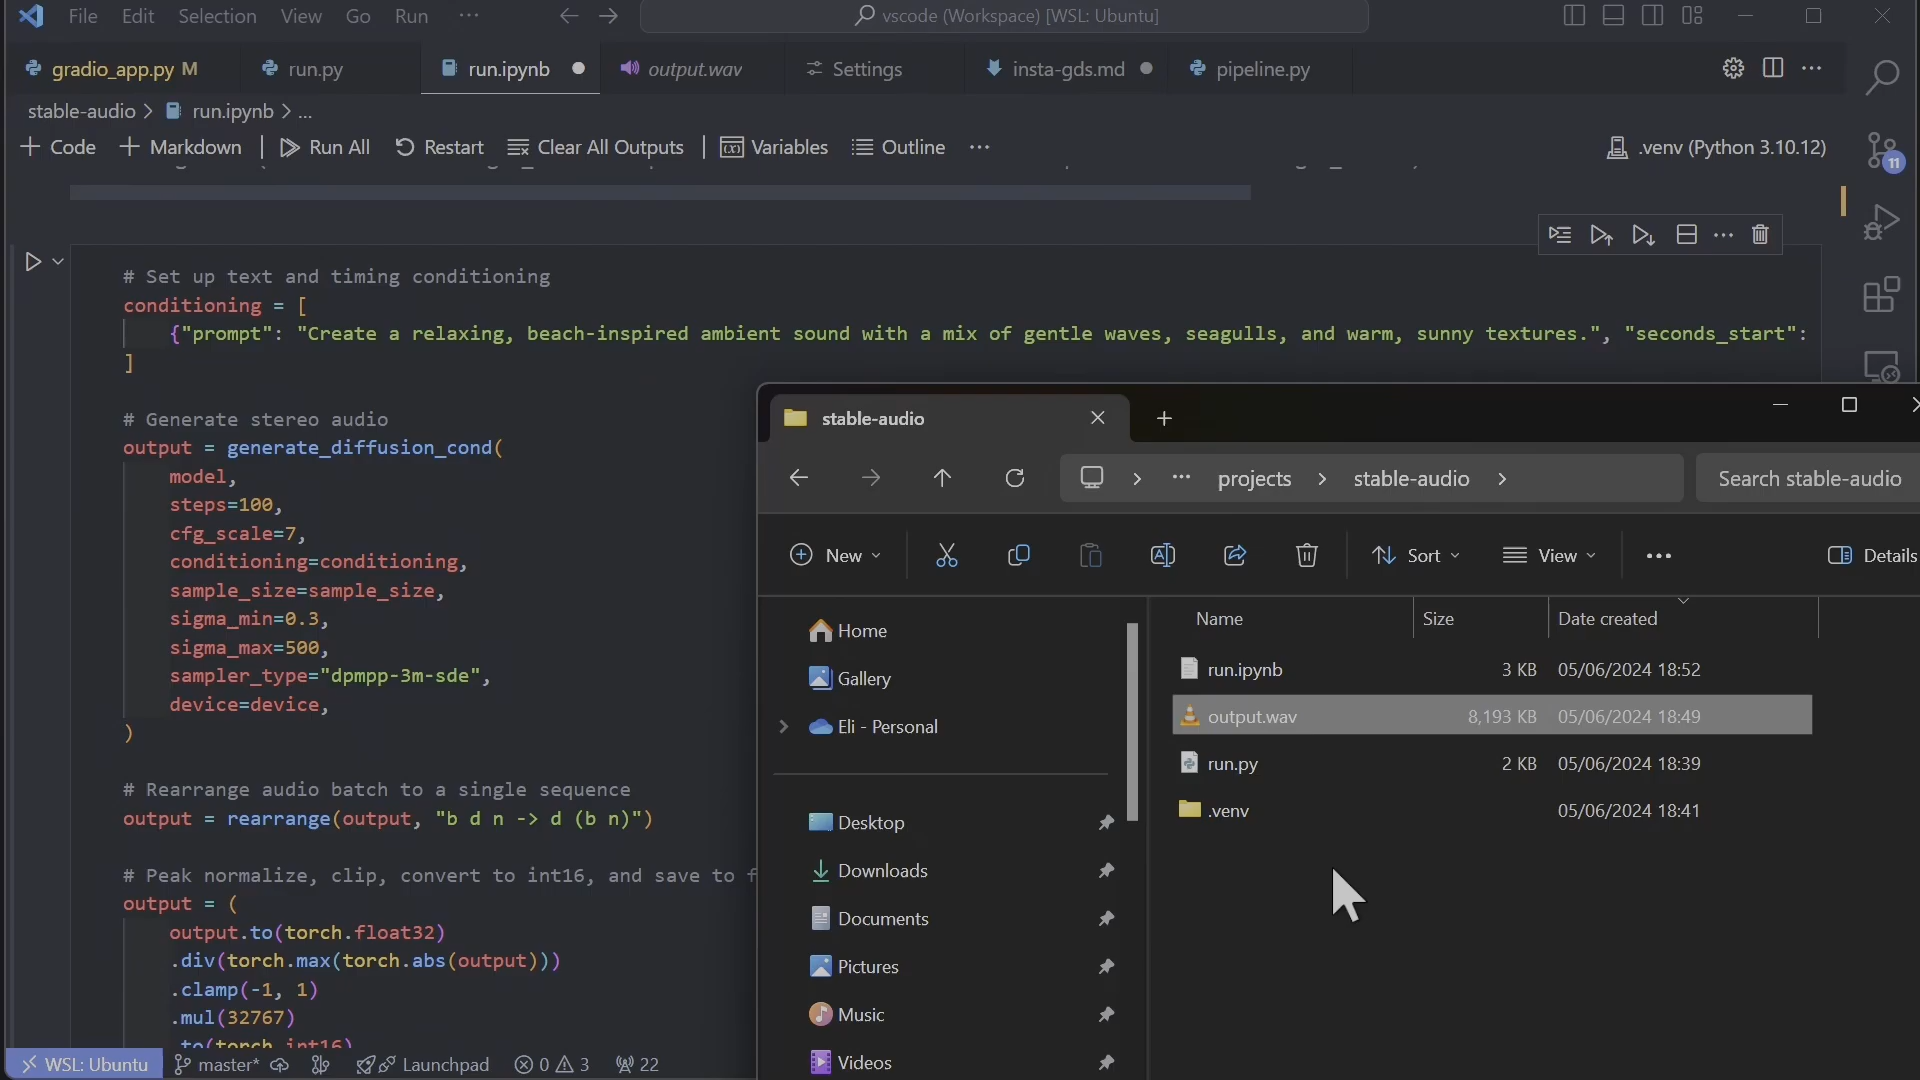 File Edit Selection View Go Run ··· vscode (Workspace) [WSL: Ubuntu]
gradio_app.py M run.py run.ipynb output.wav Settings insta-gds.md pipeline.py
stable-audio > run.ipynb > ...
+ Code + Markdown Run All Restart Clear All Outputs Variables Outline ··· .venv (Python 3.10.12)
11
# Set up text and timing conditioning
conditioning = [
{"prompt": "Create a relaxing, beach-inspired ambient sound with a mix of gentle waves, seagulls, and warm, sunny textures.", "seconds_start":
]
# Generate stereo audio
output = generate_diffusion_cond(
model,
steps=100,
cfg_scale=7,
conditioning=conditioning,
sample_size=sample_size,
sigma_min=0.3,
sigma_max=500,
sampler_type="dpmpp-3m-sde",
device=device,
)
# Rearrange audio batch to a single sequence
output = rearrange(output, "b d n -> d (b n)")
# Peak normalize, clip, convert to int16, and save to f
output = (
output.to(torch.float32)
.div(torch.max(torch.abs(output)))
.clamp(-1, 1)
.mul(32767)
.to(torch.int16)
WSL: Ubuntu master* Launchpad 0 3 22
stable-audio
> ··· projects > stable-audio > Search stable-audio
New Sort View ··· Details
Home
Gallery
Eli - Personal
Desktop
Downloads
Documents
Pictures
Music
Videos
Name Size Date created
run.ipynb 3 KB 05/06/2024 18:52
output.wav 8,193 KB 05/06/2024 18:49
run.py 2 KB 05/06/2024 18:39
.venv 05/06/2024 18:41